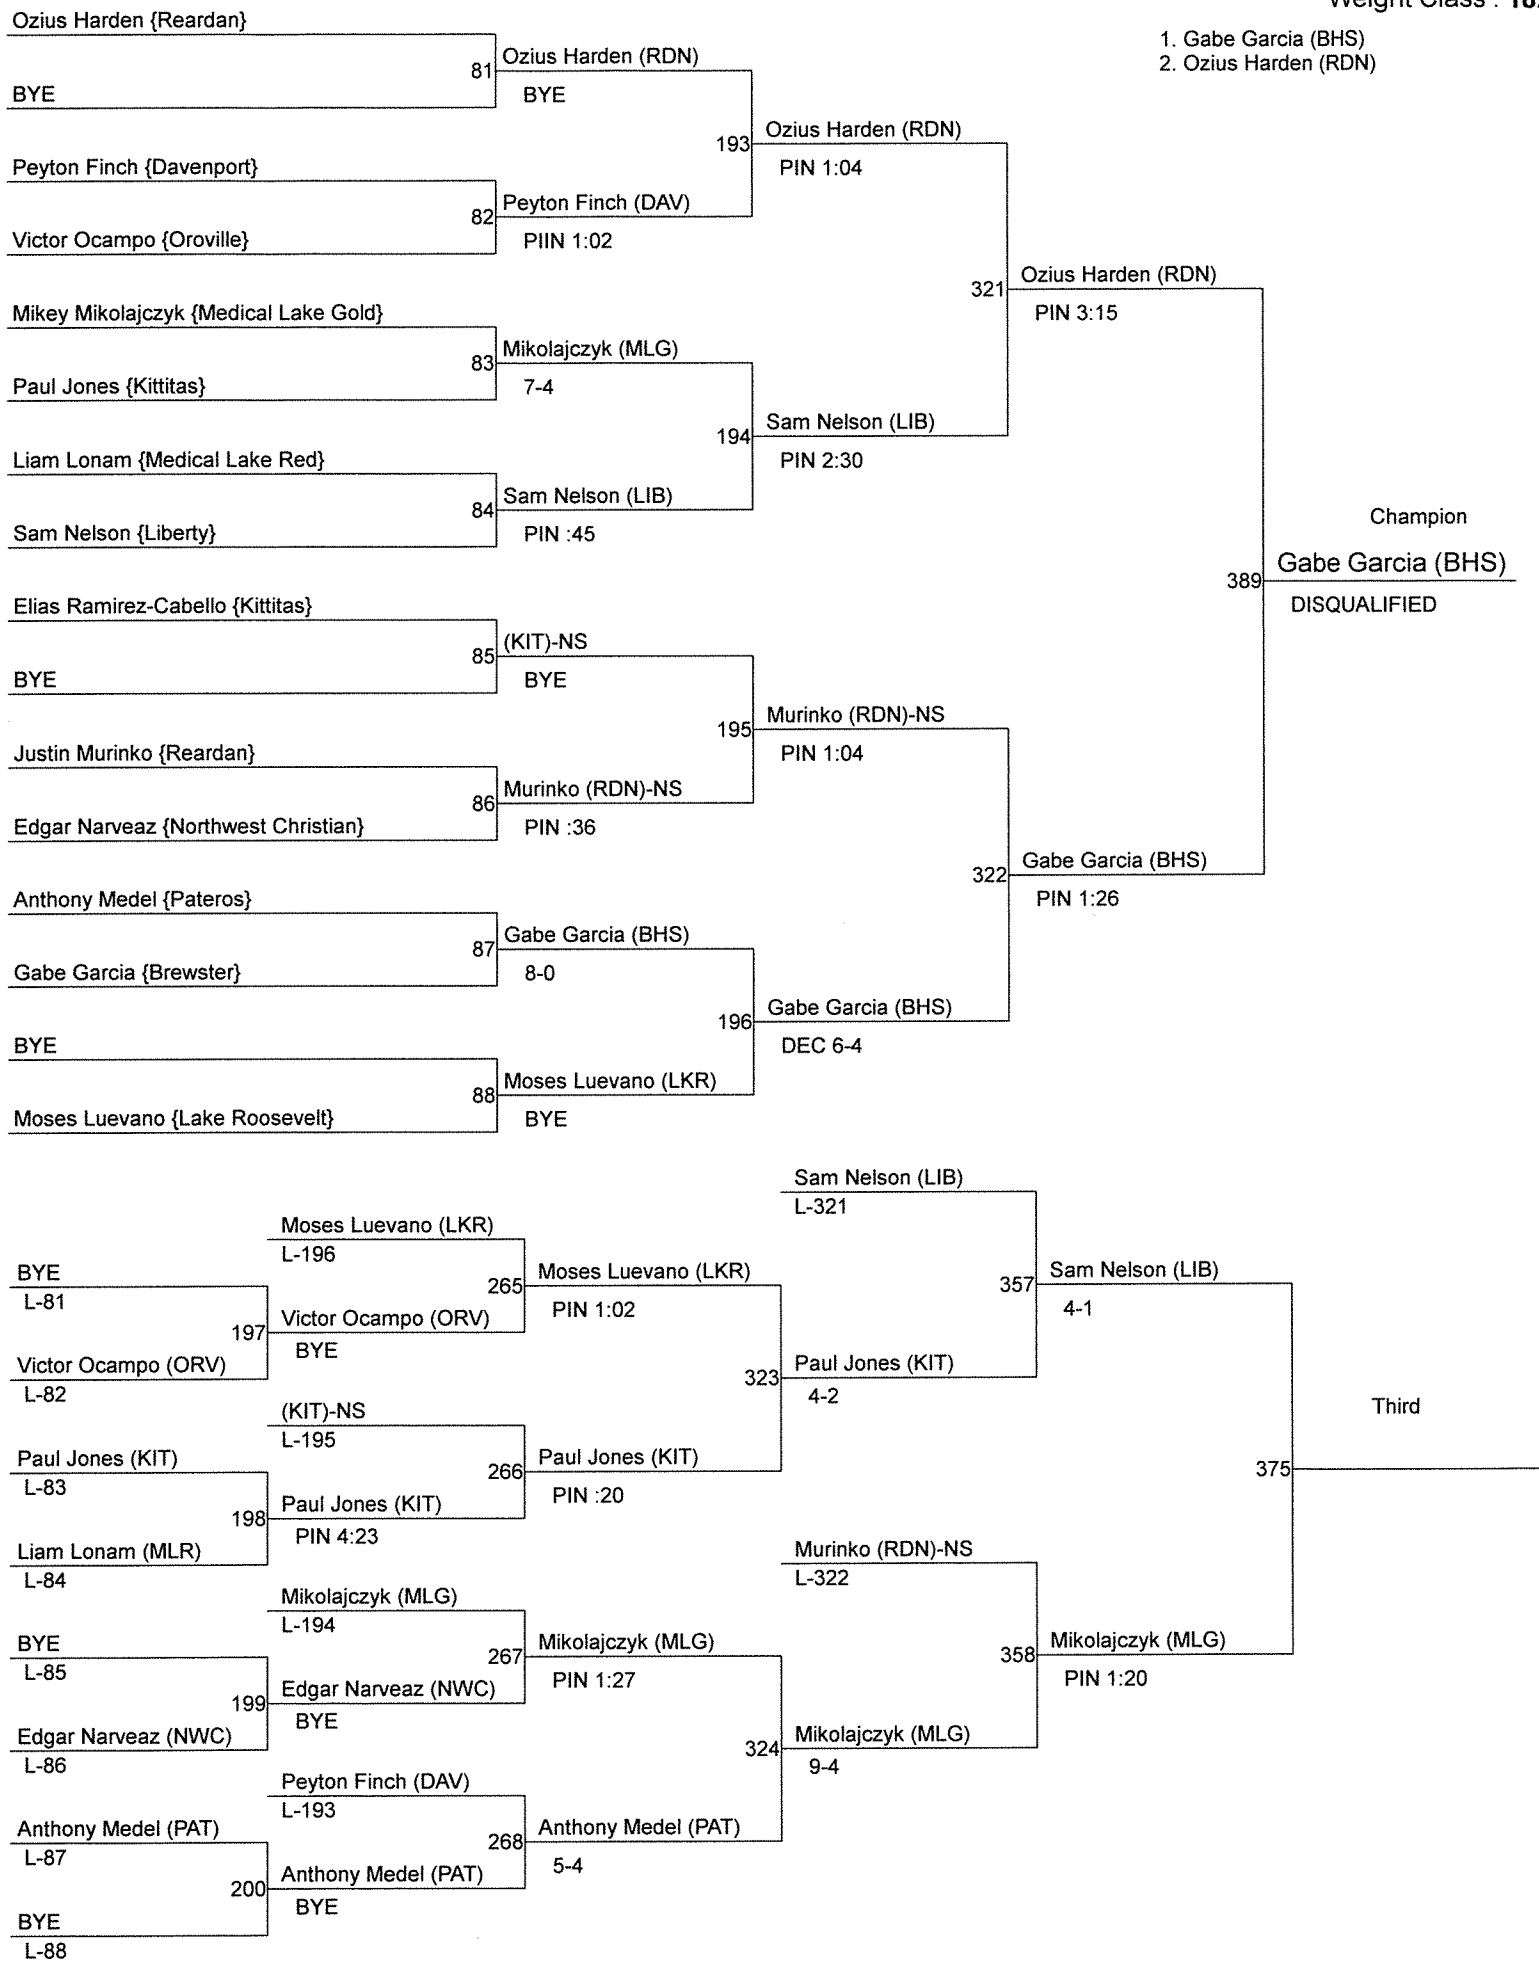 Weight Class :
1. Gabe Garcia (BHS)
2. Ozius Harden (RDN)
Ozius Harden {Reardan}
81
Ozius Harden (RDN)
BYE
BYE
193
Ozius Harden (RDN)
PIN 1:04
Peyton Finch {Davenport}
82
Peyton Finch (DAV)
PIIN 1:02
Victor Ocampo {Oroville}
321
Ozius Harden (RDN)
PIN 3:15
Mikey Mikolajczyk {Medical Lake Gold}
83
Mikolajczyk (MLG)
7-4
Paul Jones {Kittitas}
194
Sam Nelson (LIB)
PIN 2:30
Liam Lonam {Medical Lake Red}
84
Sam Nelson (LIB)
PIN :45
Sam Nelson {Liberty}
Champion
389
Gabe Garcia (BHS)
DISQUALIFIED
Elias Ramirez-Cabello {Kittitas}
85
(KIT)-NS
BYE
BYE
195
Murinko (RDN)-NS
PIN 1:04
Justin Murinko {Reardan}
86
Murinko (RDN)-NS
PIN :36
Edgar Narveaz {Northwest Christian}
322
Gabe Garcia (BHS)
PIN 1:26
Anthony Medel {Pateros}
87
Gabe Garcia (BHS)
8-0
Gabe Garcia {Brewster}
196
Gabe Garcia (BHS)
DEC 6-4
BYE
88
Moses Luevano (LKR)
BYE
Moses Luevano {Lake Roosevelt}
Sam Nelson (LIB)
L-321
Moses Luevano (LKR)
L-196
BYE
L-81
265
Moses Luevano (LKR)
PIN 1:02
357
Sam Nelson (LIB)
4-1
197
Victor Ocampo (ORV)
BYE
Victor Ocampo (ORV)
L-82
323
Paul Jones (KIT)
4-2
(KIT)-NS
L-195
Third
Paul Jones (KIT)
L-83
266
Paul Jones (KIT)
PIN :20
375
198
Paul Jones (KIT)
PIN 4:23
Liam Lonam (MLR)
L-84
Murinko (RDN)-NS
L-322
Mikolajczyk (MLG)
L-194
BYE
L-85
267
Mikolajczyk (MLG)
PIN 1:27
358
Mikolajczyk (MLG)
PIN 1:20
199
Edgar Narveaz (NWC)
BYE
Edgar Narveaz (NWC)
L-86
324
Mikolajczyk (MLG)
9-4
Peyton Finch (DAV)
L-193
Anthony Medel (PAT)
L-87
268
Anthony Medel (PAT)
5-4
200
Anthony Medel (PAT)
BYE
BYE
L-88